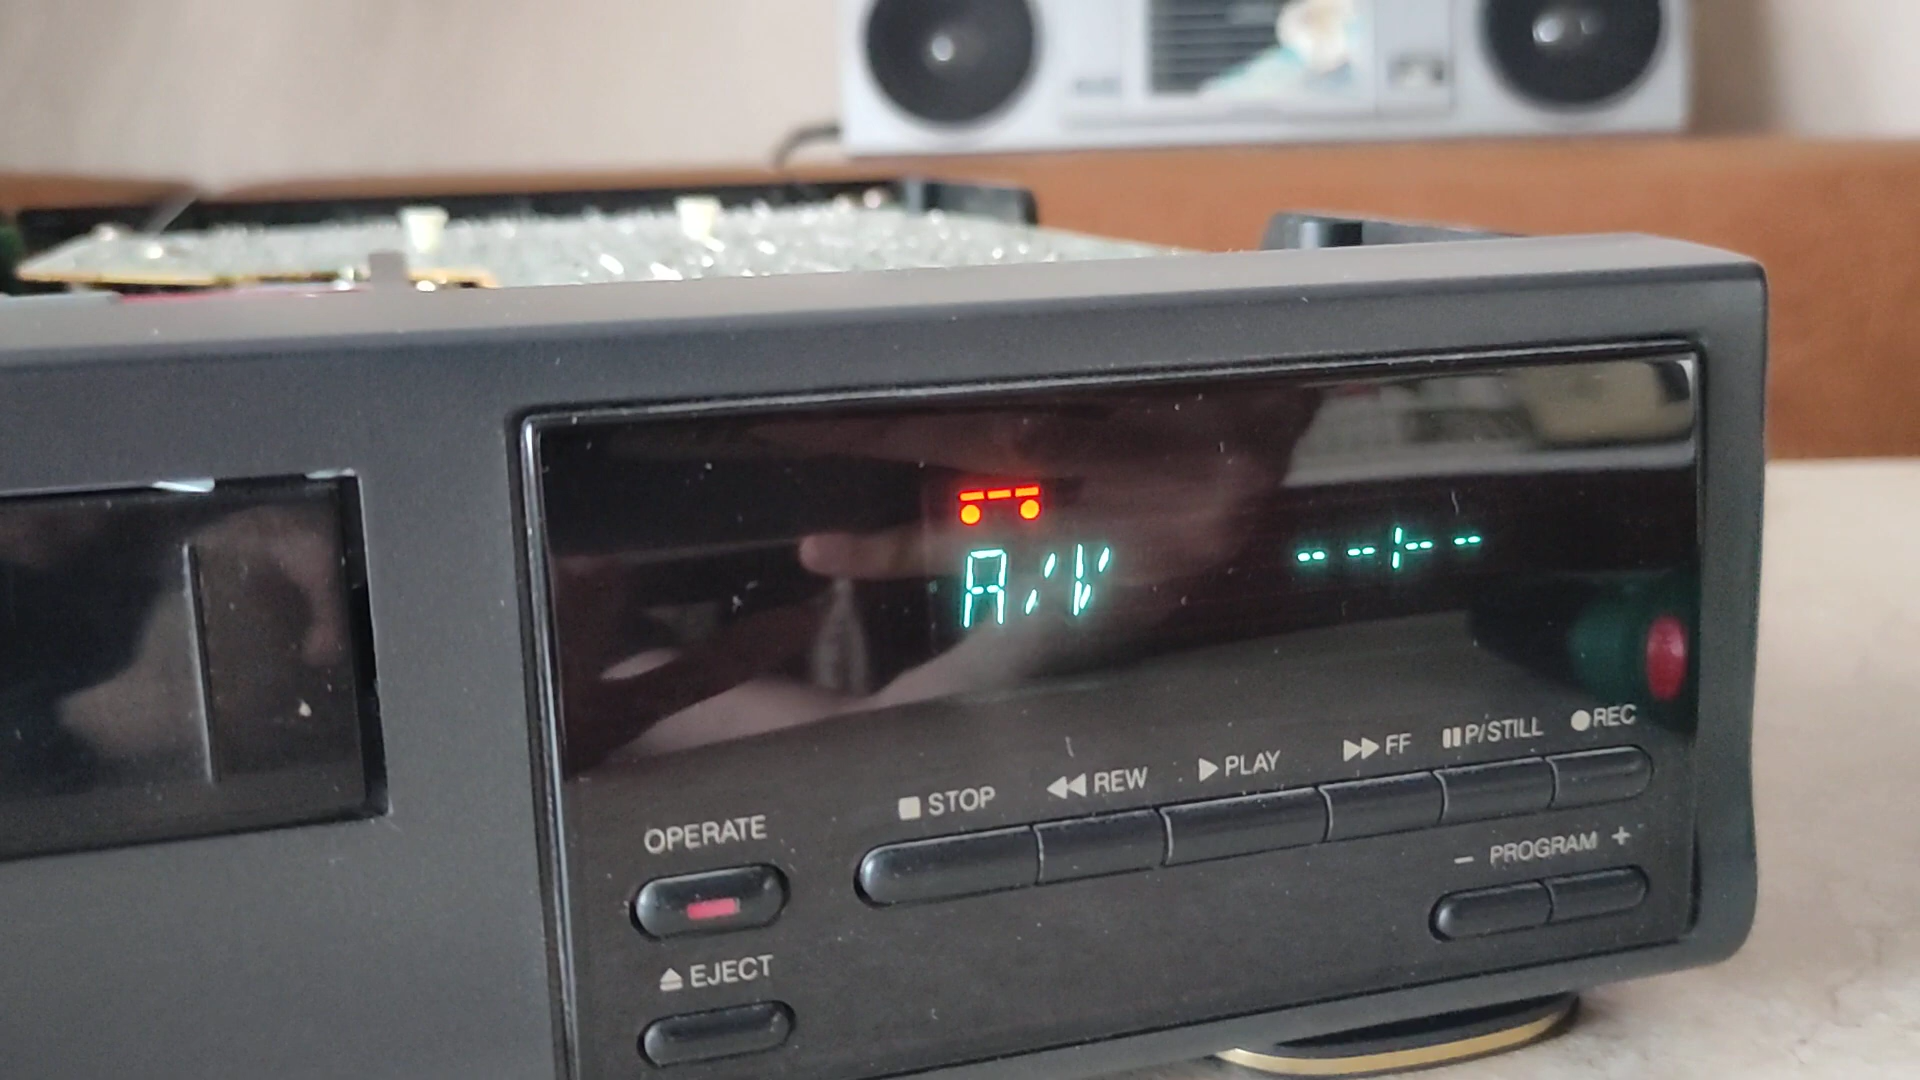 A/V
-- --:-- --
■ STOP
◀◀ REW
▶ PLAY
▶▶ FF
▮▮ P/STILL
● REC
OPERATE
− PROGRAM +
⏏ EJECT